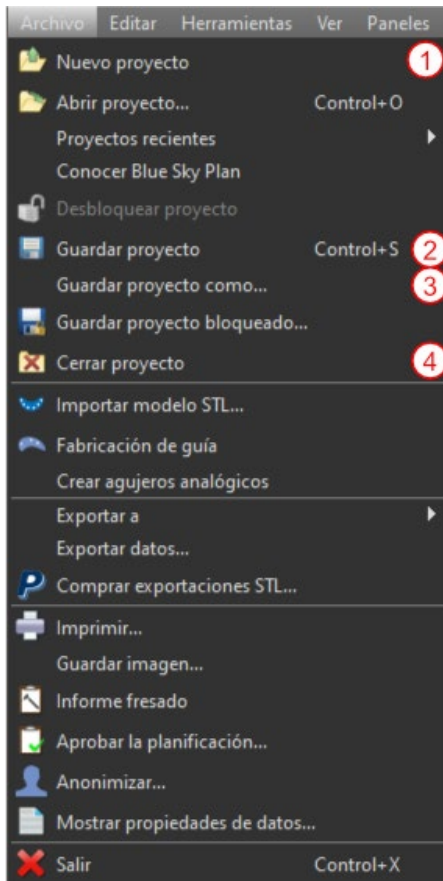 Archivo Editar Herramientas Ver Paneles
Nuevo proyecto 1
Abrir proyecto... Control+O
Proyectos recientes
Conocer Blue Sky Plan
Desbloquear proyecto
Guardar proyecto Control+S 2
Guardar proyecto como... 3
Guardar proyecto bloqueado...
Cerrar proyecto 4
Importar modelo STL...
Fabricación de guía
Crear agujeros analógicos
Exportar a
Exportar datos...
Comprar exportaciones STL...
Imprimir...
Guardar imagen...
Informe fresado
Aprobar la planificación...
Anonimizar...
Mostrar propiedades de datos...
Salir Control+X